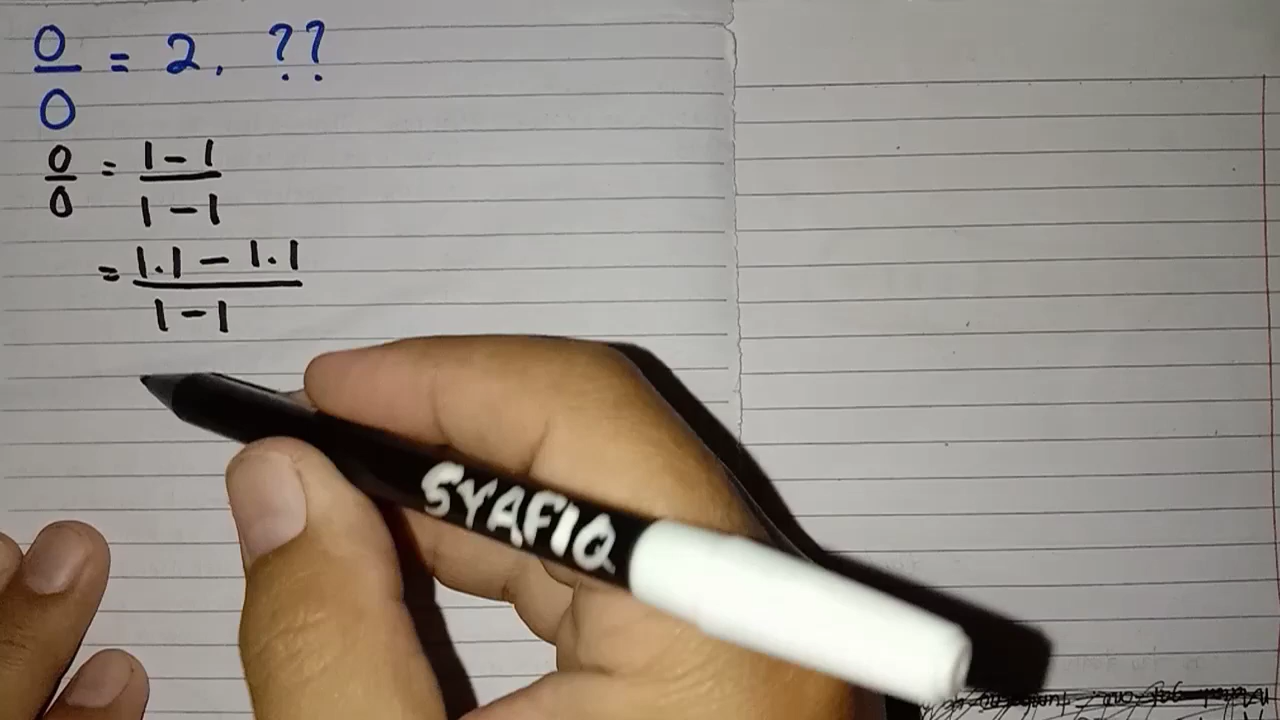 0/0 = 2. ??
0/0 = 1-1/1-1
= 1.1 - 1.1/1-1
SYAFIQ